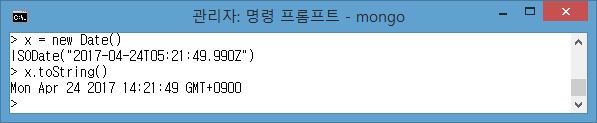 관리자: 명령 프롬프트 - mongo
> x = new Date()
ISODate("2017-04-24T05:21:49.990Z")
> x.toString()
Mon Apr 24 2017 14:21:49 GMT+0900
>